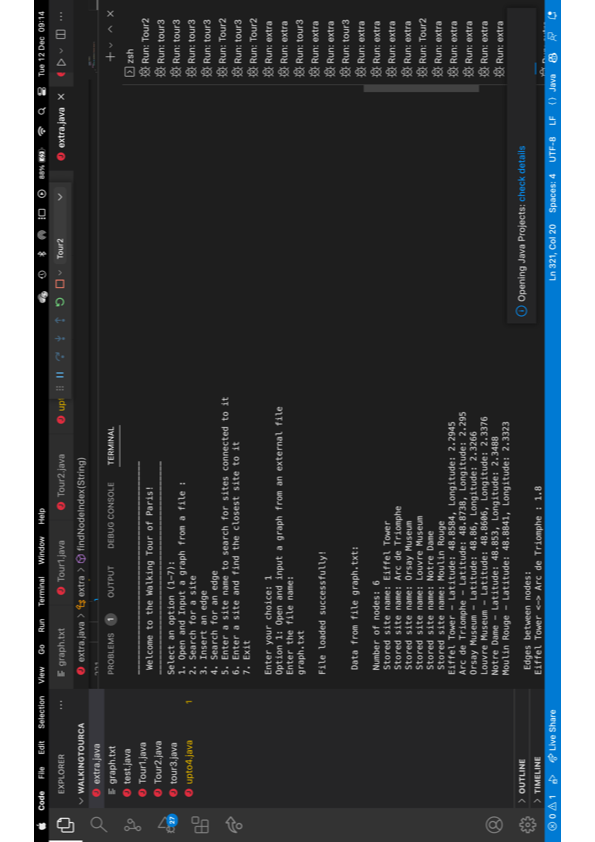 Code File Edit Selection View Go Run Terminal Window Help 88% Tue 12 Dec 09:14
EXPLORER
graph.txt
Tour1.java
Tour2.java
Tour2
extra.java
WALKINGTOURCA
extra.java
graph.txt
test.java
Tour1.java
Tour2.java
tour3.java
upto4.java 1
OUTLINE
TIMELINE
27
extra.java > extra > findNodeIndex(String)
PROBLEMS 1 OUTPUT DEBUG CONSOLE TERMINAL
Welcome to the Walking Tour of Paris!
Select an option (1-7):
1. Open and Input a graph from a file :
2. Search for a site
3. Insert an edge
4. Search for an edge
5. Enter a site name to search for sites connected to it
6. Enter a site and find the closest site to it
7. Exit
Enter your choice: 1
Option 1: Open and input a graph from an external file
Enter the file name:
graph.txt
File loaded successfully!
Data from file graph.txt:
Number of nodes: 6
Stored site name: Eiffel Tower
Stored site name: Arc de Triomphe
Stored site name: Orsay Museum
Stored site name: Louvre Museum
Stored site name: Notre Dame
Stored site name: Moulin Rouge
Eiffel Tower - Latitude: 48.8584, Longitude: 2.2945
Arc de Triomphe - Latitude: 48.8738, Longitude: 2.295
Orsay Museum - Latitude: 48.86, Longitude: 2.3266
Louvre Museum - Latitude: 48.8606, Longitude: 2.3376
Notre Dame - Latitude: 48.853, Longitude: 2.3488
Moulin Rouge - Latitude: 48.8841, Longitude: 2.3323
Edges between nodes:
Eiffel Tower <-> Arc de Triomphe : 1.8
zsh
Run: Tour2
Run: tour3
Run: tour3
Run: extra
Run: tour3
Run: Tour2
Run: tour3
Run: extra
Run: extra
Run: tour3
Run: extra
Run: extra
Run: tour3
Run: extra
Run: extra
Run: extra
Run: extra
Run: Tour2
Run: extra
Run: extra
Run: extra
Run: extra
Run: extra
Opening Java Projects: check details
0 1 Live Share Ln 321, Col 20 Spaces: 4 UTF-8 LF {} Java